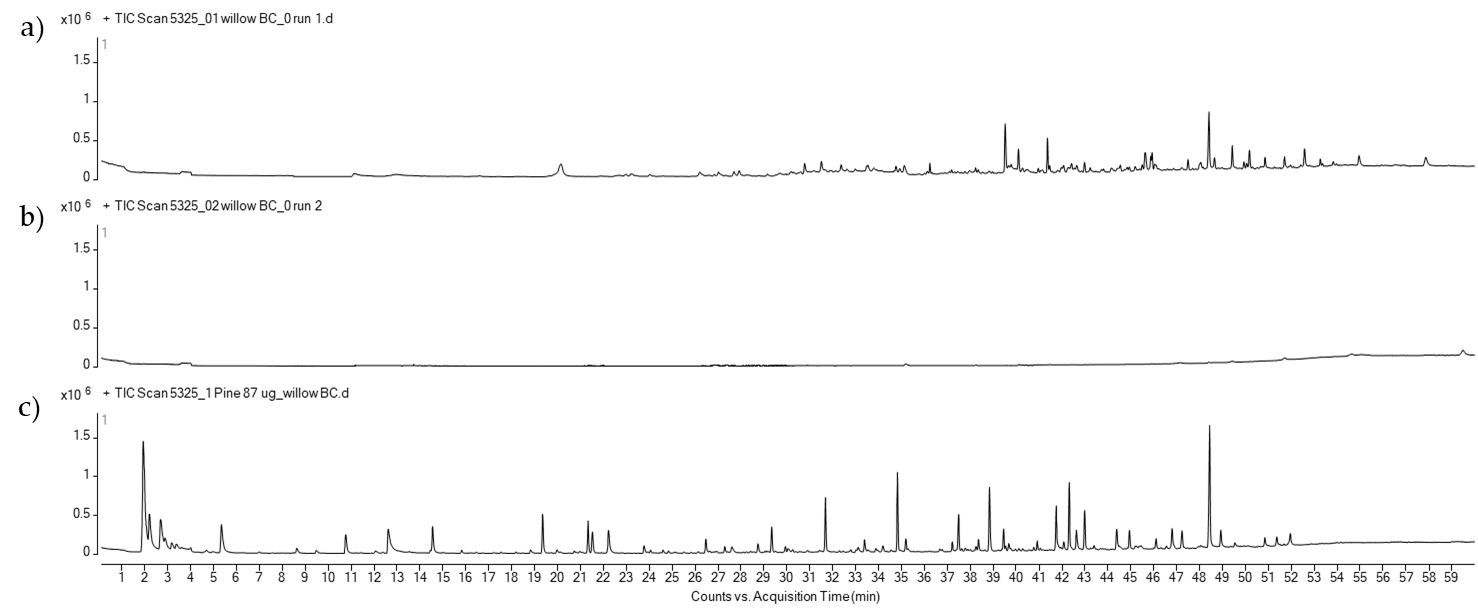 a)
x10 6 + TIC Scan 5325_01 willow BC_0 run 1.d
1
1.5
1
0.5
0
b)
x10 6 + TIC Scan 5325_02 willow BC_0 run 2
1
1.5
1
0.5
0
c)
x10 6 + TIC Scan 5325_1 Pine 87 ug_willow BC.d
1
1.5
1
0.5
0
1 2 3 4 5 6 7 8 9 10 11 12 13 14 15 16 17 18 19 20 21 22 23 24 25 26 27 28 29 30 31 32 33 34 35 36 37 38 39 40 41 42 43 44 45 46 47 48 49 50 51 52 53 54 55 56 57 58 59
Counts vs. Acquisition Time (min)